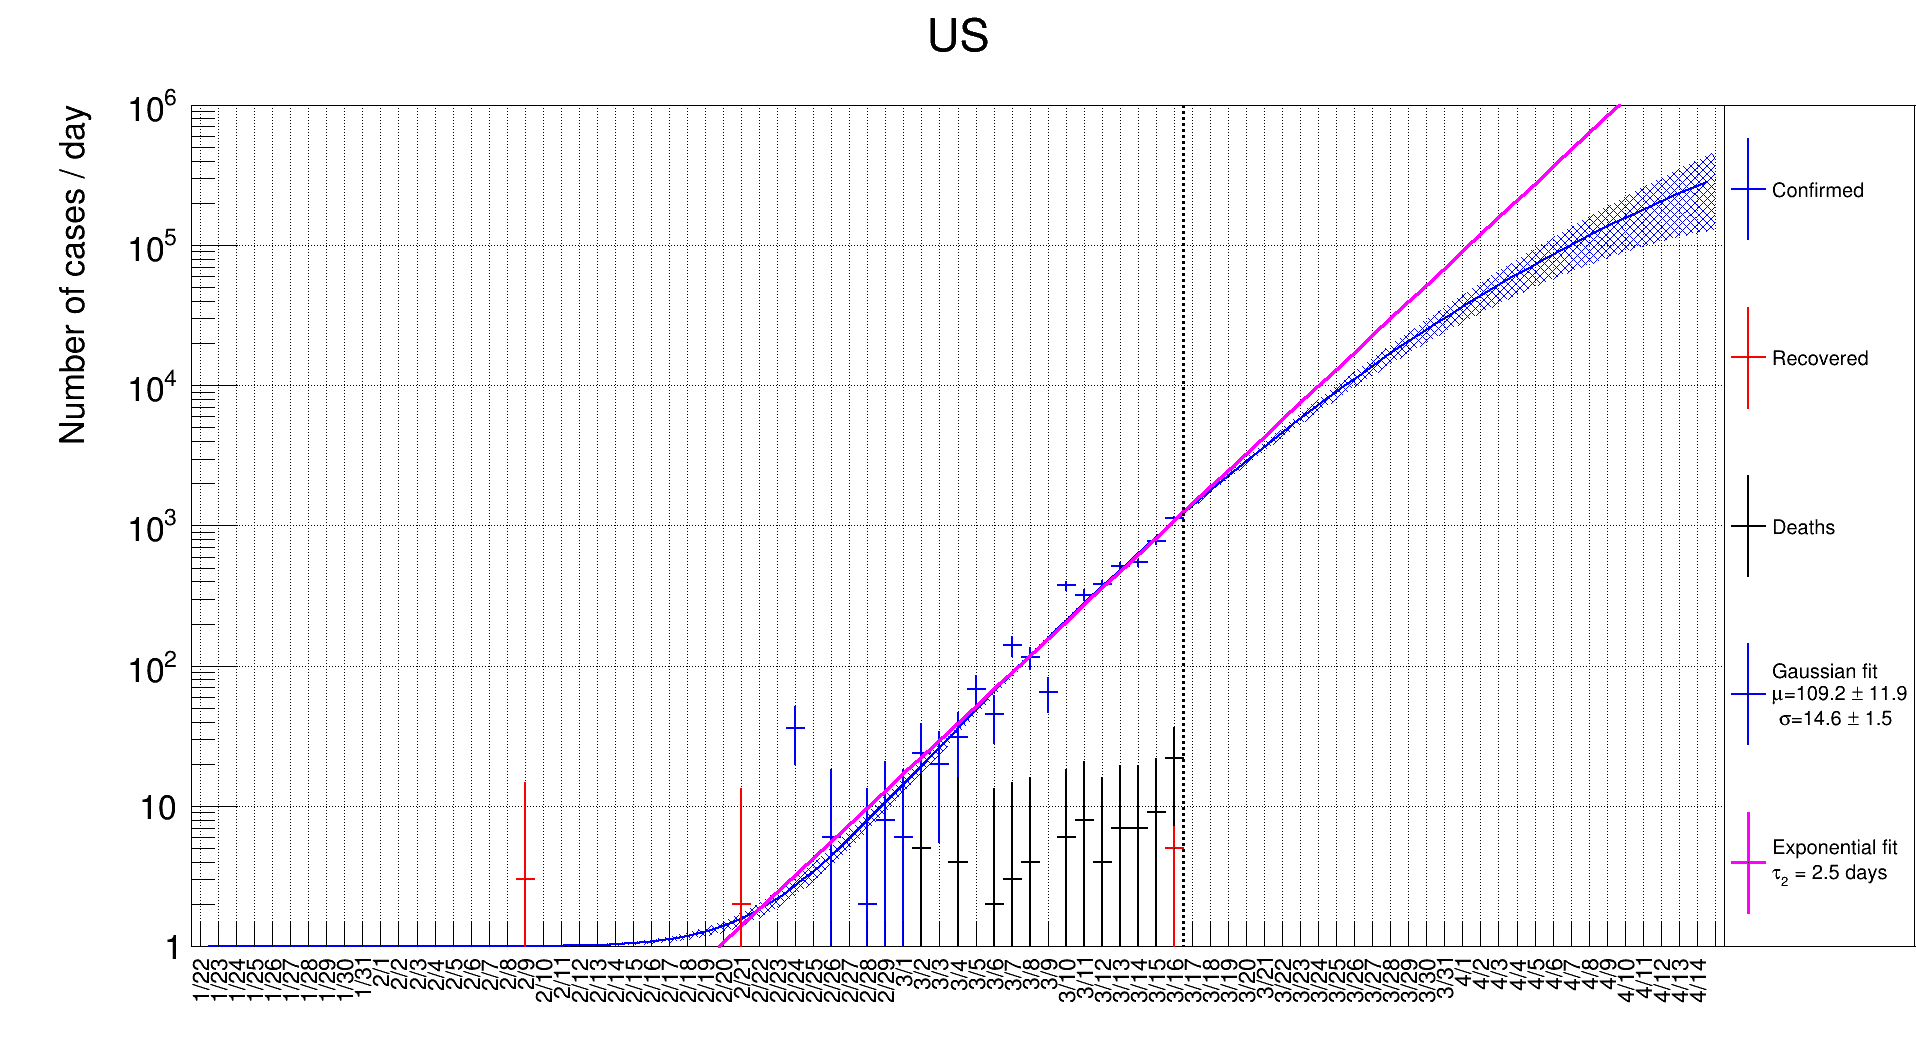 US
Number of cases / day
10^6
10^5
10^4
10^3
10^2
10
1
1/22 1/23 1/24 1/25 1/26 1/27 1/28 1/29 1/30 1/31 2/1 2/2 2/3 2/4 2/5 2/6 2/7 2/8 2/9 2/10 2/11 2/12 2/13 2/14 2/15 2/16 2/17 2/18 2/19 2/20 2/21 2/22 2/23 2/24 2/25 2/26 2/27 2/28 2/29 3/1 3/2 3/3 3/4 3/5 3/6 3/7 3/8 3/9 3/10 3/11 3/12 3/13 3/14 3/15 3/16 3/17 3/18 3/19 3/20 3/21 3/22 3/23 3/24 3/25 3/26 3/27 3/28 3/29 3/30 3/31 4/1 4/2 4/3 4/4 4/5 4/6 4/7 4/8 4/9 4/10 4/11 4/12 4/13 4/14
Confirmed
Recovered
Deaths
Gaussian fit
μ=109.2 ± 11.9
σ=14.6 ± 1.5
Exponential fit
τ₂ = 2.5 days